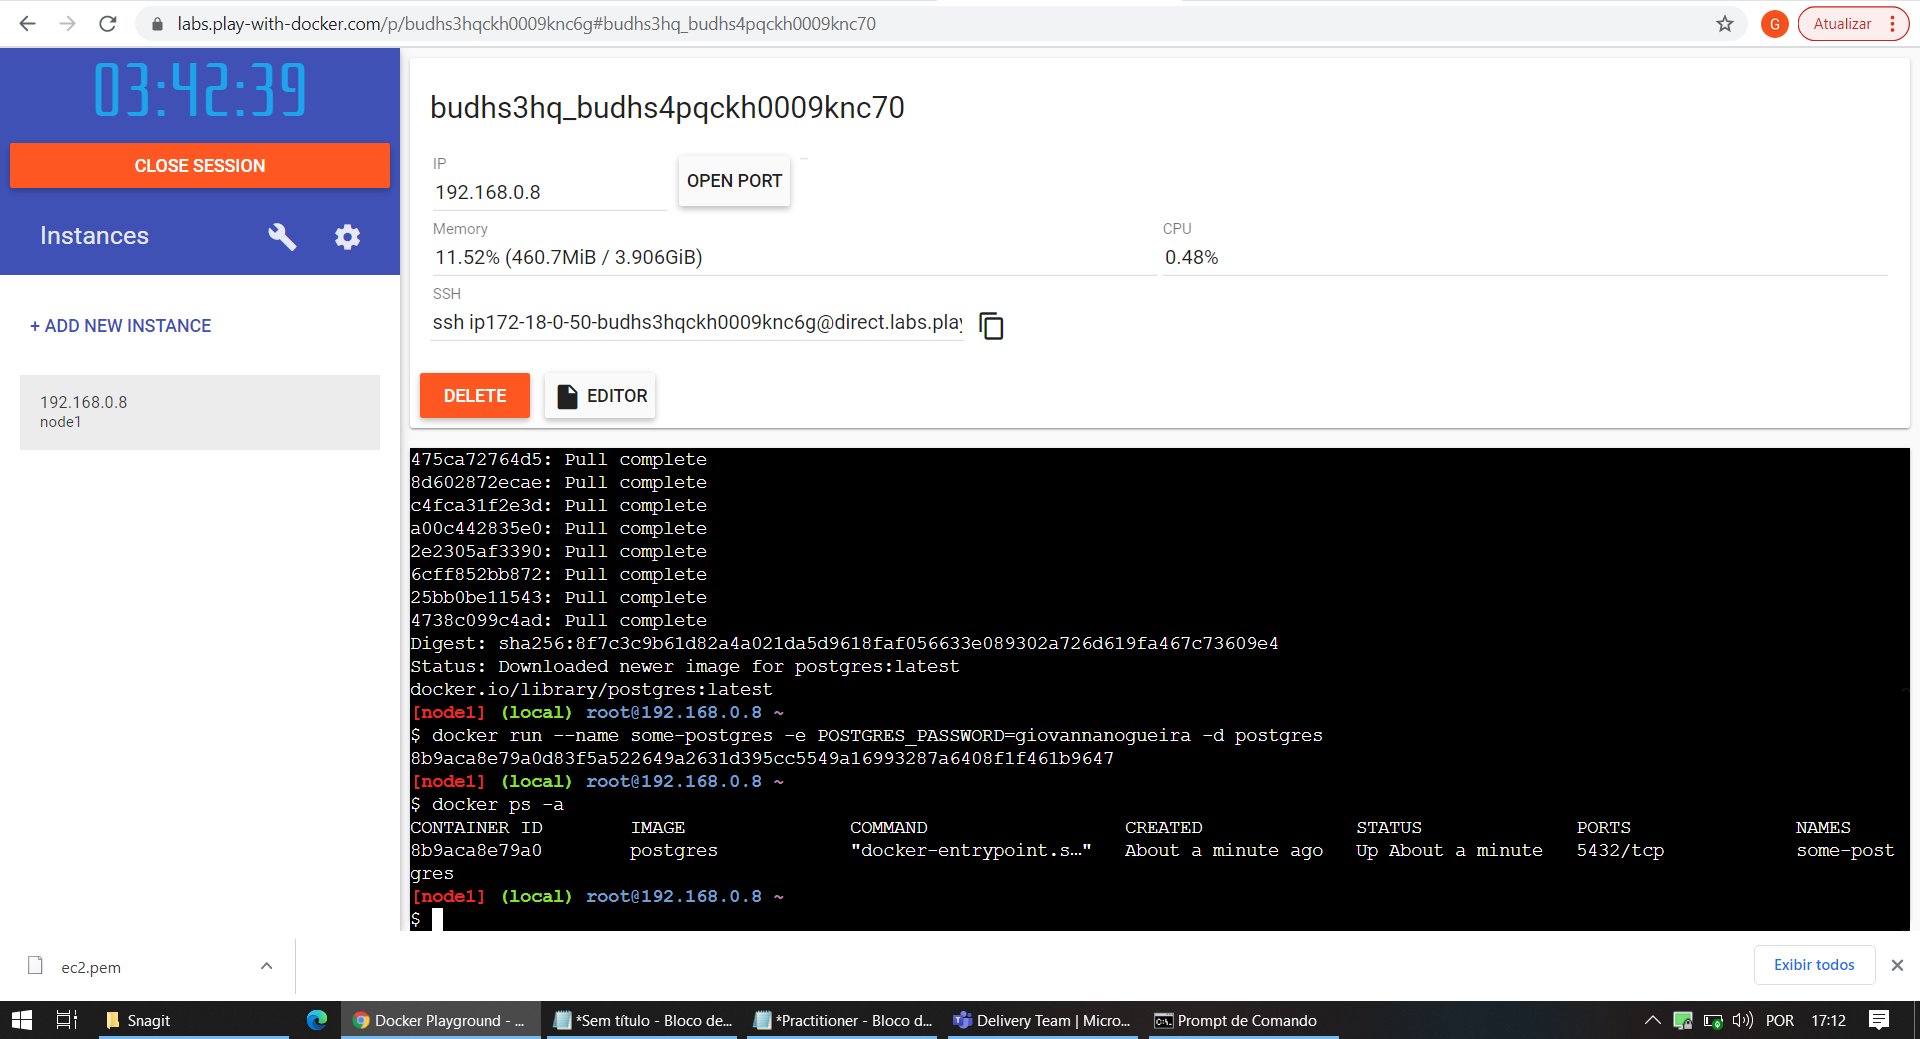 labs.play-with-docker.com/p/budhs3hqckh0009knc6g#budhs3hq_budhs4pqckh0009knc70
G
Atualizar
03:42:39
CLOSE SESSION
Instances
+ ADD NEW INSTANCE
192.168.0.8
node1
budhs3hq_budhs4pqckh0009knc70
IP
192.168.0.8
OPEN PORT
Memory
11.52% (460.7MiB / 3.906GiB)
CPU
0.48%
SSH
ssh ip172-18-0-50-budhs3hqckh0009knc6g@direct.labs.play
DELETE
EDITOR
475ca72764d5: Pull complete
8d602872ecae: Pull complete
c4fca31f2e3d: Pull complete
a00c442835e0: Pull complete
2e2305af3390: Pull complete
6cff852bb872: Pull complete
25bb0be11543: Pull complete
4738c099c4ad: Pull complete
Digest: sha256:8f7c3c9b61d82a4a021da5d9618faf056633e089302a726d619fa467c73609e4
Status: Downloaded newer image for postgres:latest
docker.io/library/postgres:latest
[node1] (local) root@192.168.0.8 ~
$ docker run --name some-postgres -e POSTGRES_PASSWORD=giovannanogueira -d postgres
8b9aca8e79a0d83f5a522649a2631d395cc5549a16993287a6408f1f461b9647
[node1] (local) root@192.168.0.8 ~
$ docker ps -a
CONTAINER ID IMAGE COMMAND CREATED STATUS PORTS NAMES
8b9aca8e79a0 postgres "docker-entrypoint.s…" About a minute ago Up About a minute 5432/tcp some-post
gres
[node1] (local) root@192.168.0.8 ~
$
ec2.pem
Exibir todos
Snagit
Docker Playground - ...
*Sem título - Bloco de...
*Practitioner - Bloco d...
Delivery Team | Micro...
Prompt de Comando
POR
17:12